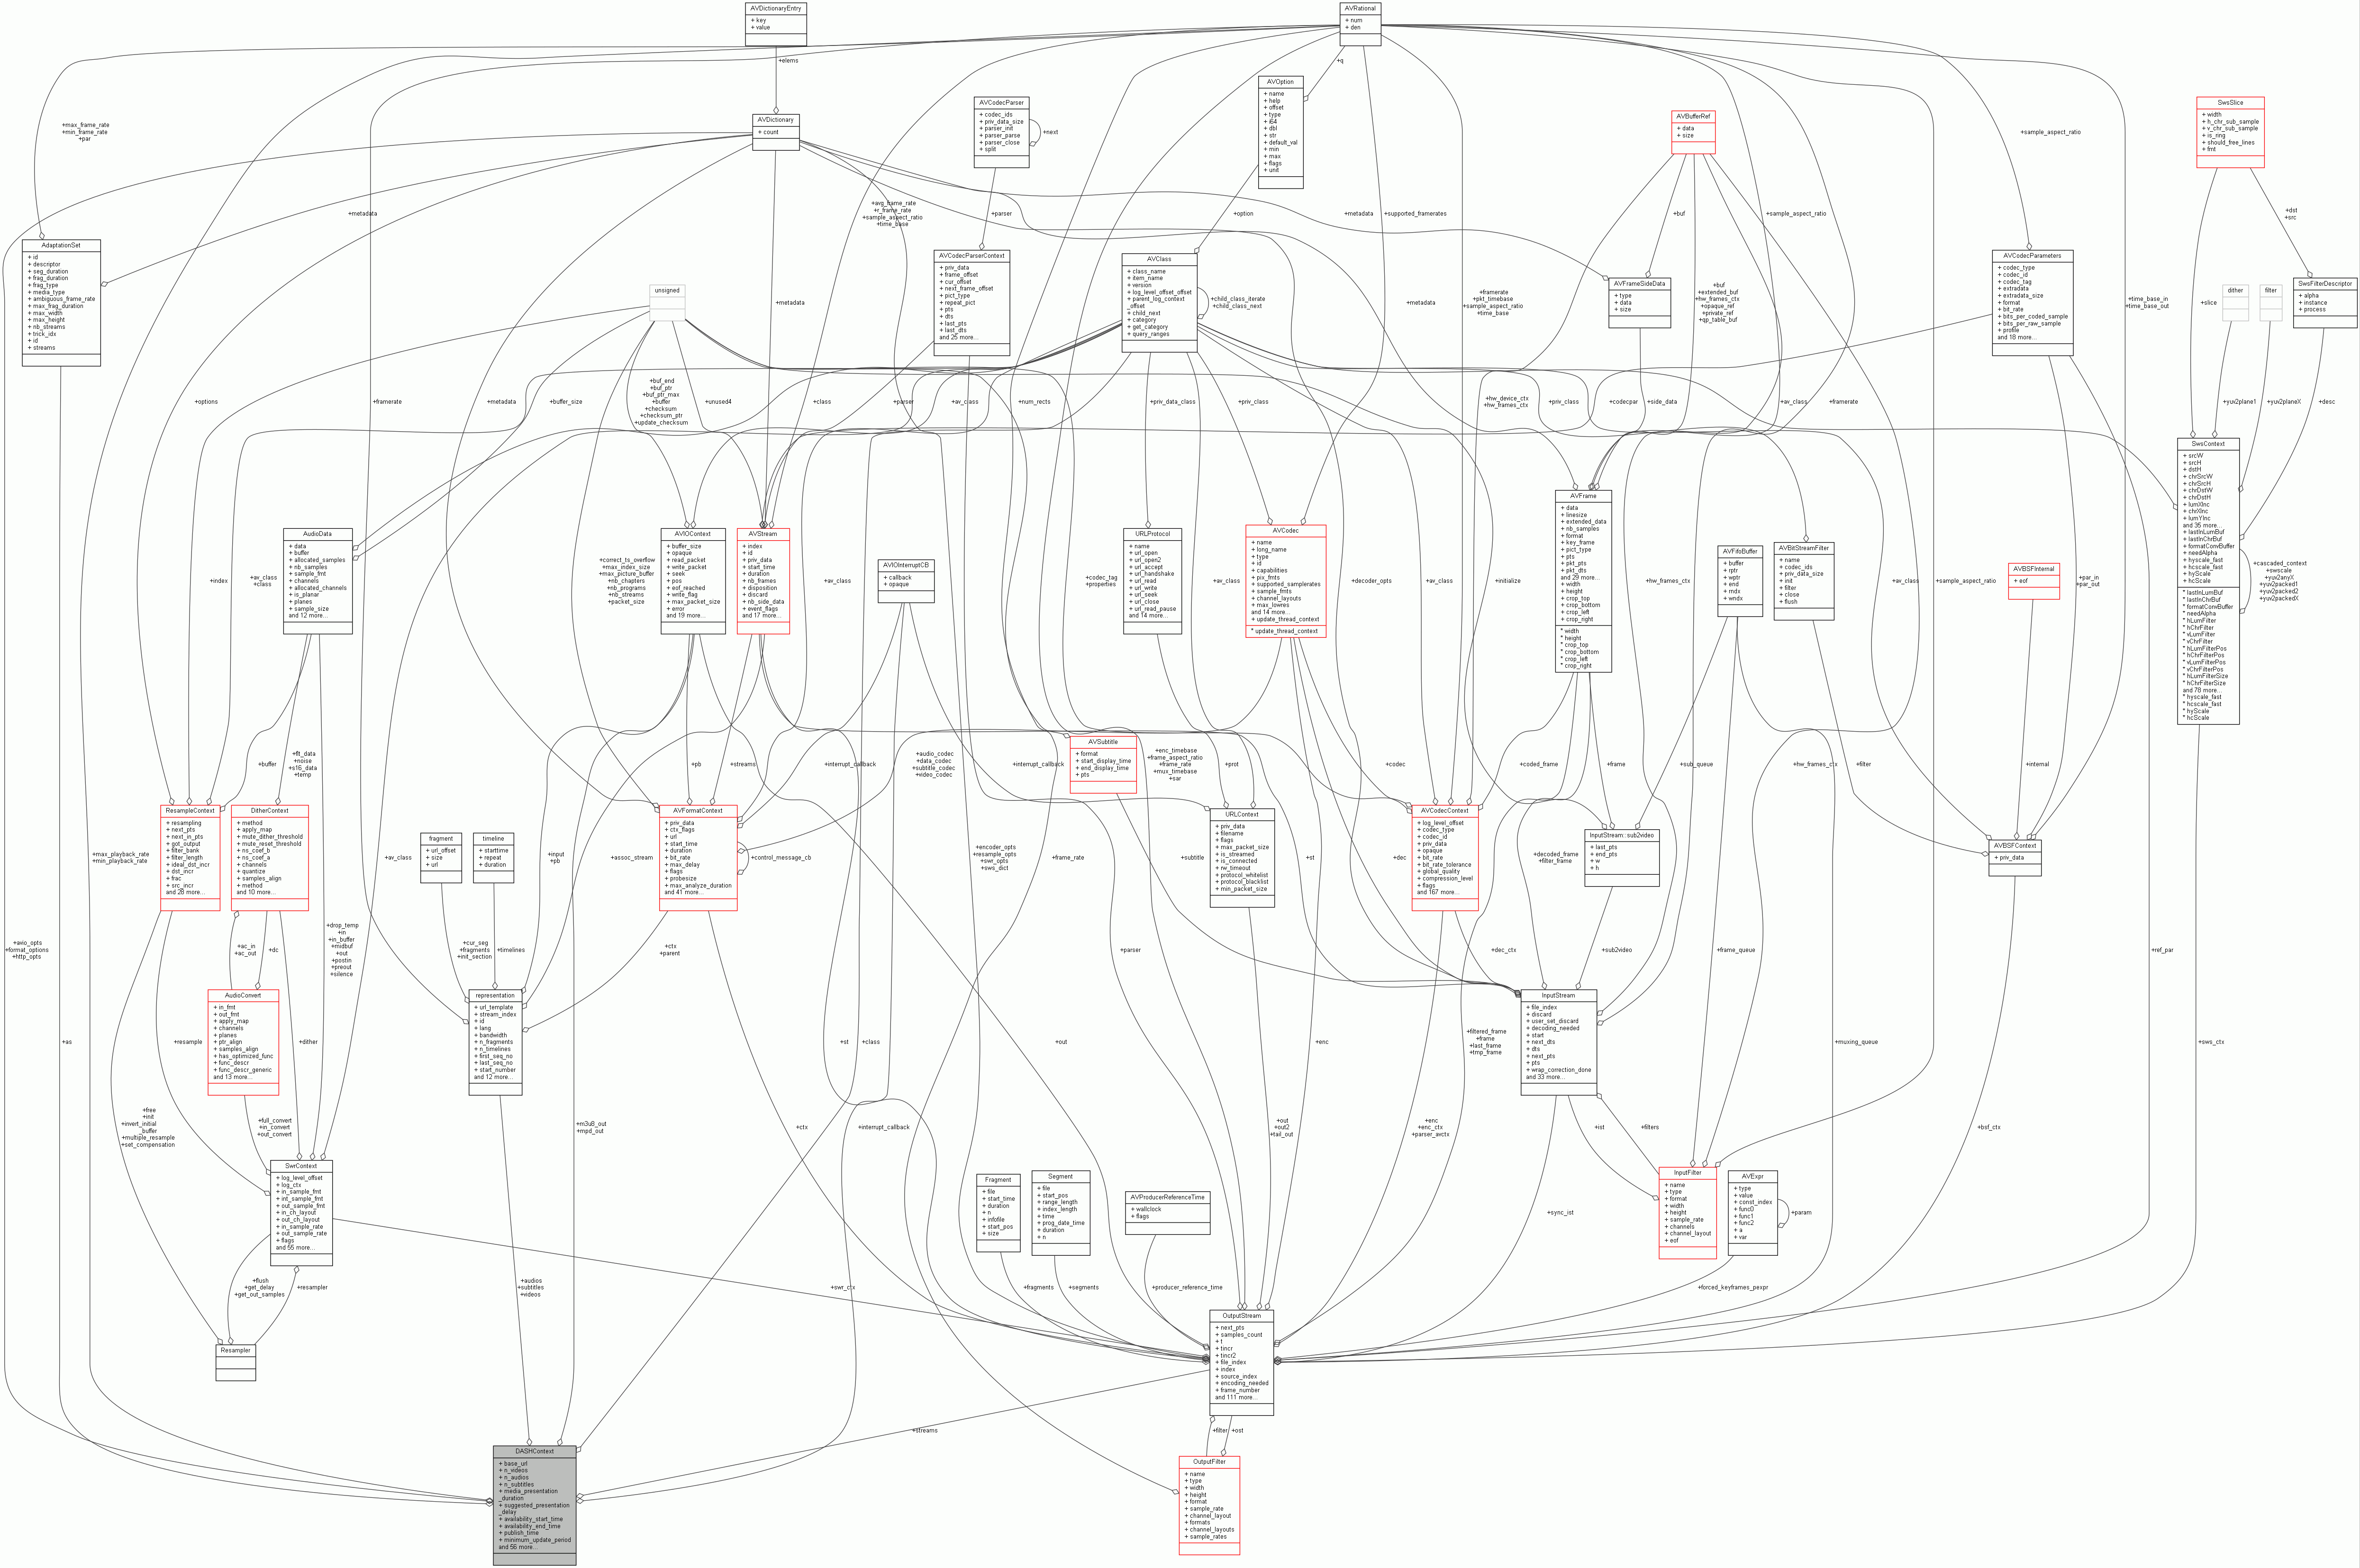 AVDictionaryEntry
+ key
+ value
AVRational
+ num
+ den
+elems
+q
AVOption
+ name
+ help
+ offset
+ type
+ i64
+ dbl
+ str
+ default_val
+ min
+ max
+ flags
+ unit
AVCodecParser
+ codec_ids
+ priv_data_size
+ parser_init
+ parser_parse
+ parser_close
+ split
+next
AVDictionary
+ count
AVBufferRef
+ data
+ size
SwsSlice
+ width
+ h_chr_sub_sample
+ v_chr_sub_sample
+ is_ring
+ should_free_lines
+ fmt
+max_frame_rate
+min_frame_rate
+par
+sample_aspect_ratio
+metadata
+avg_frame_rate
+r_frame_rate
+sample_aspect_ratio
+time_base
+parser
+option
+metadata
+supported_framerates
+buf
+sample_aspect_ratio
+dst
+src
AdaptationSet
+ id
+ descriptor
+ seg_duration
+ frag_duration
+ frag_type
+ media_type
+ ambiguous_frame_rate
+ max_frag_duration
+ max_width
+ max_height
+ nb_streams
+ trick_idx
+ id
+ streams
AVCodecParserContext
+ priv_data
+ frame_offset
+ cur_offset
+ next_frame_offset
+ pict_type
+ repeat_pict
+ pts
+ dts
+ last_pts
+ last_dts
and 25 more...
AVClass
+ class_name
+ item_name
+ version
+ log_level_offset_offset
+ parent_log_context
_offset
+ child_next
+ category
+ get_category
+ query_ranges
+child_class_iterate
+child_class_next
AVCodecParameters
+ codec_type
+ codec_id
+ codec_tag
+ extradata
+ extradata_size
+ format
+ bit_rate
+ bits_per_coded_sample
+ bits_per_raw_sample
+ profile
and 18 more...
AVFrameSideData
+ type
+ data
+ size
SwsFilterDescriptor
+ alpha
+ instance
+ process
unsigned
dither
filter
+metadata
+metadata
+framerate
+pkt_timebase
+sample_aspect_ratio
+time_base
+buf
+extended_buf
+hw_frames_ctx
+opaque_ref
+private_ref
+qp_table_buf
+time_base_in
+time_base_out
+slice
+options
+framerate
+metadata
+buffer_size
+buf_end
+buf_ptr
+buf_ptr_max
+buffer
+checksum
+checksum_ptr
+update_checksum
+unused4
+class
+parser
+av_class
+num_rects
+priv_data_class
+priv_class
+hw_device_ctx
+hw_frames_ctx
+priv_class
+codecpar
+side_data
+av_class
+framerate
+yuv2plane1
+yuv2planeX
+desc
SwsContext
+ srcW
+ srcH
+ dstH
+ chrSrcW
+ chrSrcH
+ chrDstW
+ chrDstH
+ lumXInc
+ chrXInc
+ lumYInc
and 35 more...
+ lastInLumBuf
+ lastInChrBuf
+ formatConvBuffer
+ needAlpha
+ hyscale_fast
+ hcscale_fast
+ hyScale
+ hcScale
* lastInLumBuf
* lastInChrBuf
* formatConvBuffer
* needAlpha
* hLumFilter
* hChrFilter
* vLumFilter
* vChrFilter
* hLumFilterPos
* hChrFilterPos
* vLumFilterPos
* vChrFilterPos
* hLumFilterSize
* hChrFilterSize
and 78 more...
* hyscale_fast
* hcscale_fast
* hyScale
* hcScale
+cascaded_context
+swscale
+yuv2anyX
+yuv2packed1
+yuv2packed2
+yuv2packedX
AudioData
+ data
+ buffer
+ allocated_samples
+ nb_samples
+ sample_fmt
+ channels
+ allocated_channels
+ is_planar
+ planes
+ sample_size
and 12 more...
AVIOContext
+ buffer_size
+ opaque
+ read_packet
+ write_packet
+ seek
+ pos
+ eof_reached
+ write_flag
+ max_packet_size
+ error
and 19 more...
AVStream
+ index
+ id
+ priv_data
+ start_time
+ duration
+ nb_frames
+ disposition
+ discard
+ nb_side_data
+ event_flags
and 17 more...
AVIOInterruptCB
+ callback
+ opaque
URLProtocol
+ name
+ url_open
+ url_open2
+ url_accept
+ url_handshake
+ url_read
+ url_write
+ url_seek
+ url_close
+ url_read_pause
and 14 more...
AVCodec
+ name
+ long_name
+ type
+ id
+ capabilities
+ pix_fmts
+ supported_samplerates
+ sample_fmts
+ channel_layouts
+ max_lowres
and 14 more...
+ update_thread_context
* update_thread_context
AVFrame
+ data
+ linesize
+ extended_data
+ nb_samples
+ format
+ key_frame
+ pict_type
+ pts
+ pkt_pts
+ pkt_dts
and 29 more...
+ width
+ height
+ crop_top
+ crop_bottom
+ crop_left
+ crop_right
* width
* height
* crop_top
* crop_bottom
* crop_left
* crop_right
AVFifoBuffer
+ buffer
+ rptr
+ wptr
+ end
+ rndx
+ wndx
AVBitStreamFilter
+ name
+ codec_ids
+ priv_data_size
+ init
+ filter
+ close
+ flush
AVBSFInternal
+ eof
+index
+av_class
+class
+correct_ts_overflow
+max_index_size
+max_picture_buffer
+nb_chapters
+nb_programs
+nb_streams
+packet_size
+av_class
+codec_tag
+properties
+av_class
+decoder_opts
+av_class
+initialize
+hw_frames_ctx
+av_class
+sample_aspect_ratio
+par_in
+par_out
+buffer
+flt_data
+noise
+s16_data
+temp
+pb
+streams
+interrupt_callback
+audio_codec
+data_codec
+subtitle_codec
+video_codec
+interrupt_callback
AVSubtitle
+ format
+ start_display_time
+ end_display_time
+ pts
+enc_timebase
+frame_aspect_ratio
+frame_rate
+mux_timebase
+sar
+prot
+codec
+coded_frame
+frame
+sub_queue
+hw_frames_ctx
+filter
+internal
ResampleContext
+ resampling
+ next_pts
+ next_in_pts
+ got_output
+ filter_bank
+ filter_length
+ ideal_dst_incr
+ dst_incr
+ frac
+ src_incr
and 28 more...
DitherContext
+ method
+ apply_map
+ mute_dither_threshold
+ mute_reset_threshold
+ ns_coef_b
+ ns_coef_a
+ channels
+ quantize
+ samples_align
+ method
and 10 more...
fragment
+ url_offset
+ size
+ url
timeline
+ starttime
+ repeat
+ duration
AVFormatContext
+ priv_data
+ ctx_flags
+ url
+ start_time
+ duration
+ bit_rate
+ max_delay
+ flags
+ probesize
+ max_analyze_duration
and 41 more...
+control_message_cb
URLContext
+ priv_data
+ filename
+ flags
+ max_packet_size
+ is_streamed
+ is_connected
+ rw_timeout
+ protocol_whitelist
+ protocol_blacklist
+ min_packet_size
AVCodecContext
+ log_level_offset
+ codec_type
+ codec_id
+ priv_data
+ opaque
+ bit_rate
+ bit_rate_tolerance
+ global_quality
+ compression_level
+ flags
and 167 more...
InputStream::sub2video
+ last_pts
+ end_pts
+ w
+ h
AVBSFContext
+ priv_data
+max_playback_rate
+min_playback_rate
+av_class
+input
+pb
+assoc_stream
+encoder_opts
+resample_opts
+swr_opts
+sws_dict
+frame_rate
+subtitle
+st
+dec
+decoded_frame
+filter_frame
+avio_opts
+format_options
+http_opts
+ac_in
+ac_out
+dc
+drop_temp
+in
+in_buffer
+midbuf
+out
+postin
+preout
+silence
+cur_seg
+fragments
+init_section
+timelines
+ctx
+parent
+parser
+dec_ctx
+sub2video
+frame_queue
+ref_par
AudioConvert
+ in_fmt
+ out_fmt
+ apply_map
+ channels
+ planes
+ ptr_align
+ samples_align
+ has_optimized_func
+ func_descr
+ func_descr_generic
and 13 more...
representation
+ url_template
+ stream_index
+ id
+ lang
+ bandwidth
+ n_fragments
+ n_timelines
+ first_seq_no
+ last_seq_no
+ start_number
and 12 more...
InputStream
+ file_index
+ discard
+ user_set_discard
+ decoding_needed
+ start
+ next_dts
+ dts
+ next_pts
+ pts
+ wrap_correction_done
and 33 more...
+as
+resample
+dither
+st
+class
+out
+enc
+filtered_frame
+frame
+last_frame
+tmp_frame
+muxing_queue
+sws_ctx
+free
+init
+invert_initial
_buffer
+multiple_resample
+set_compensation
+full_convert
+in_convert
+out_convert
+m3u8_out
+mpd_out
+ctx
+interrupt_callback
+out
+out2
+tail_out
+enc
+enc_ctx
+parser_avctx
+ist
+filters
+bsf_ctx
SwrContext
+ log_level_offset
+ log_ctx
+ in_sample_fmt
+ int_sample_fmt
+ out_sample_fmt
+ in_ch_layout
+ out_ch_layout
+ in_sample_rate
+ out_sample_rate
+ flags
and 55 more...
Fragment
+ file
+ start_time
+ duration
+ n
+ infofile
+ start_pos
+ size
Segment
+ file
+ start_pos
+ range_length
+ index_length
+ time
+ prog_date_time
+ duration
+ n
AVProducerReferenceTime
+ wallclock
+ flags
+sync_ist
InputFilter
+ name
+ type
+ format
+ width
+ height
+ sample_rate
+ channels
+ channel_layout
+ eof
AVExpr
+ type
+ value
+ const_index
+ func0
+ func1
+ func2
+ a
+ var
+param
+flush
+get_delay
+get_out_samples
+resampler
+audios
+subtitles
+videos
+swr_ctx
+fragments
+segments
+producer_reference_time
+forced_keyframes_pexpr
Resampler
OutputStream
+ next_pts
+ samples_count
+ t
+ tincr
+ tincr2
+ file_index
+ index
+ source_index
+ encoding_needed
+ frame_number
and 111 more...
+streams
+filter
+ost
DASHContext
+ base_url
+ n_videos
+ n_audios
+ n_subtitles
+ media_presentation
_duration
+ suggested_presentation
_delay
+ availability_start_time
+ availability_end_time
+ publish_time
+ minimum_update_period
and 56 more...
OutputFilter
+ name
+ type
+ width
+ height
+ format
+ sample_rate
+ channel_layout
+ formats
+ channel_layouts
+ sample_rates